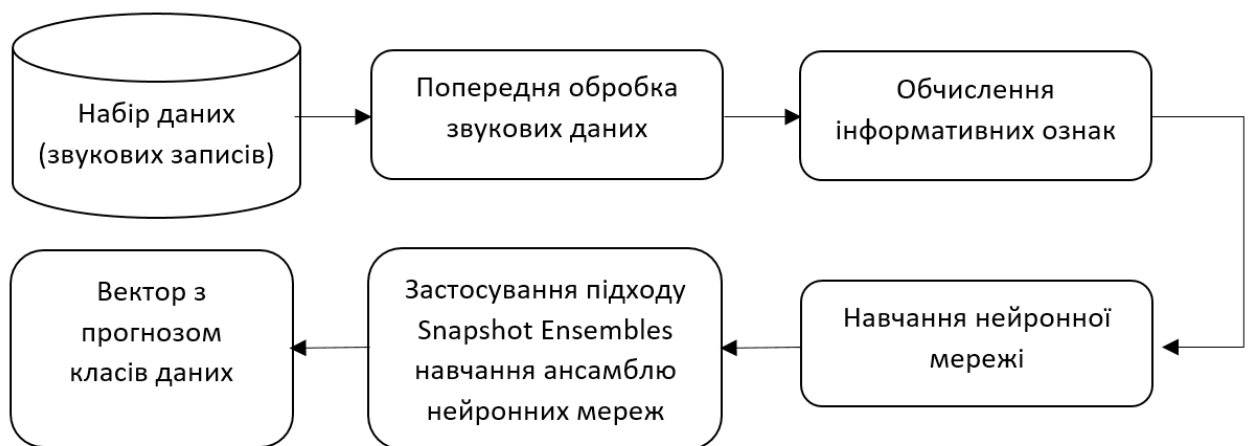 Набір даних
(звукових записів)
Попередня обробка
звукових даних
Обчислення
інформативних ознак
Навчання нейронної
мережі
Застосування підходу
Snapshot Ensembles
навчання ансамблю
нейронних мереж
Вектор з
прогнозом
класів даних